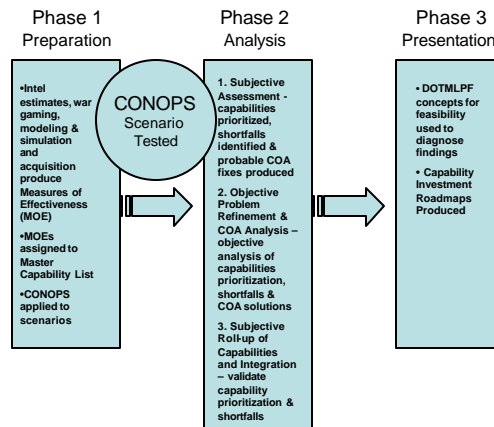 Phase 1
Preparation
•Intel
estimates, war
gaming,
modeling &
simulation
and
acquisition
produce
Measures of
Effectiveness
(MOE)
•MOEs
assigned to
Master
Capability List
•CONOPS
applied to
scenarios
CONOPS
Scenario
Tested
Phase 2
Analysis
1. Subjective
Assessment -
capabilities
prioritized,
shortfalls
identified &
probable COA
fixes produced
2. Objective
Problem
Refinement &
COA Analysis –
objective
analysis of
capabilities
prioritization,
shortfalls &
COA solutions
3. Subjective
Roll-up of
Capabilities
and Integration
– validate
capability
prioritization &
shortfalls
Phase 3
Presentation
• DOTMLPF
concepts for
feasibility
used to
diagnose
findings
• Capability
Investment
Roadmaps
Produced